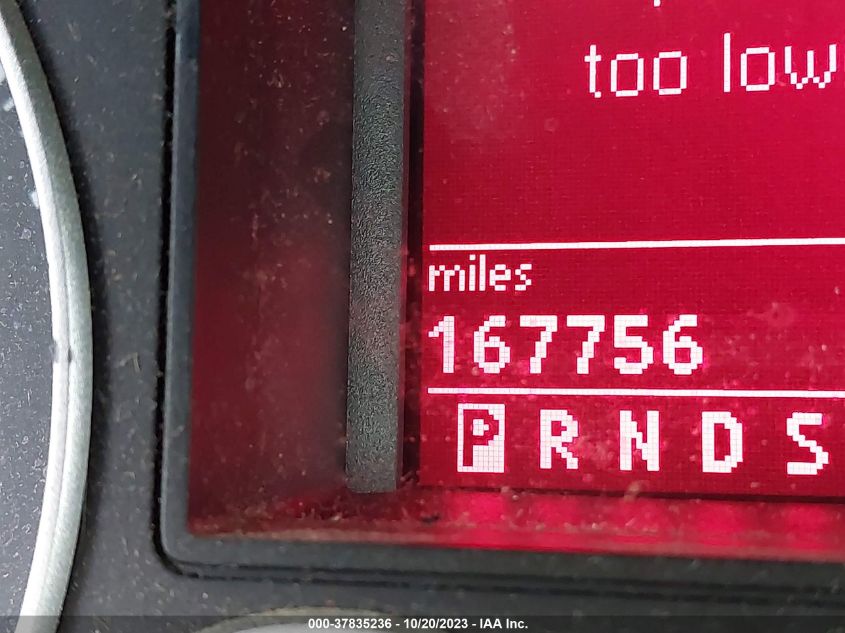 too low
miles
167756
P R N D S
000-37835236 - 10/20/2023 - IAA Inc.